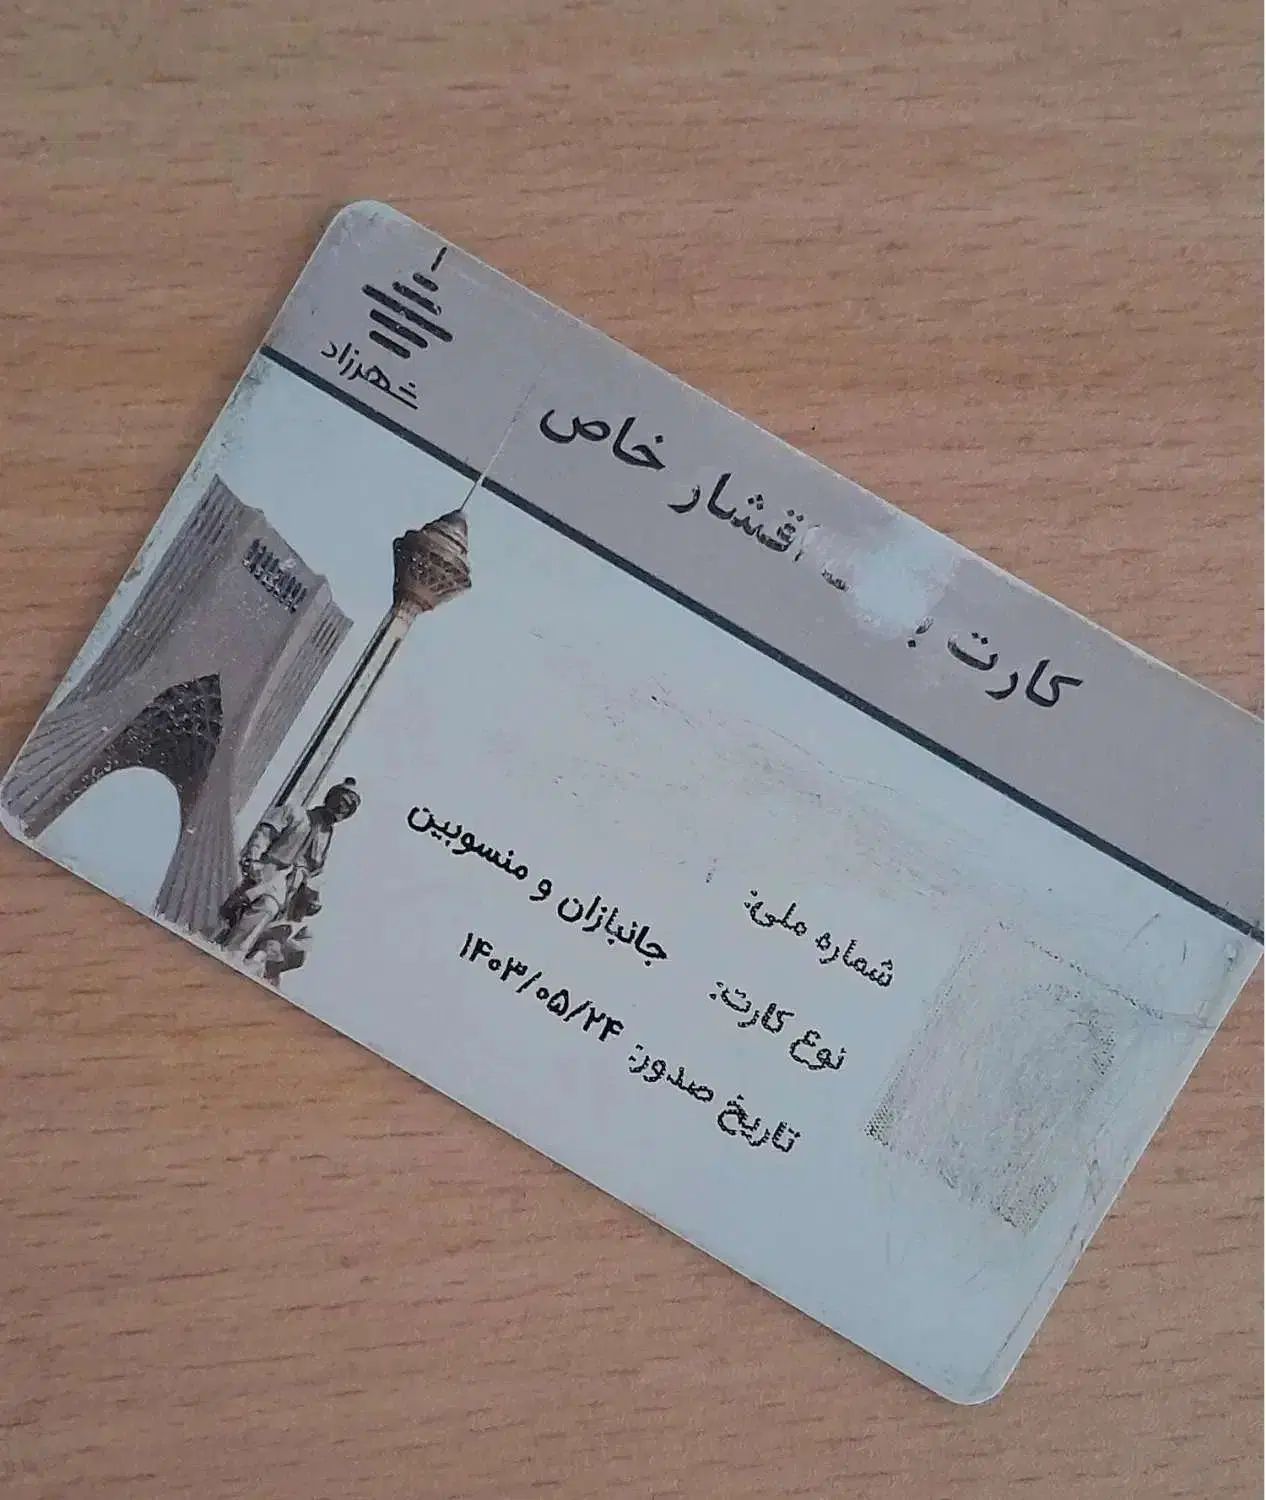 شهرزاد
کارت اقشار خاص
شماره ملی:
نوع کارت: جانبازان و منسوبین
تاریخ صدور: ۱۴۰۳/۰۵/۲۴